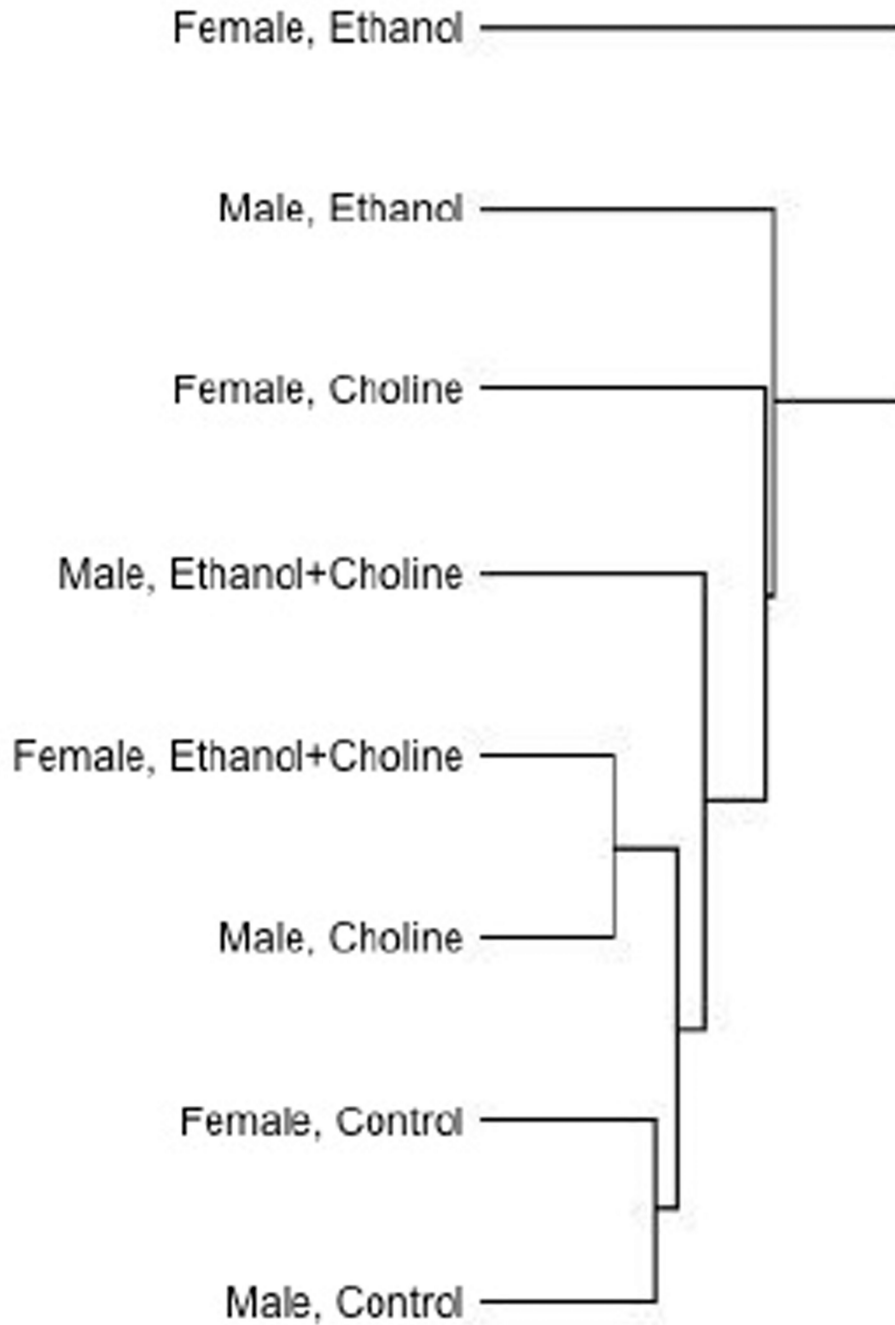 Female, Ethanol
Male, Ethanol
Female, Choline
Male, Ethanol+Choline
Female, Ethanol+Choline
Male, Choline
Female, Control
Male, Control